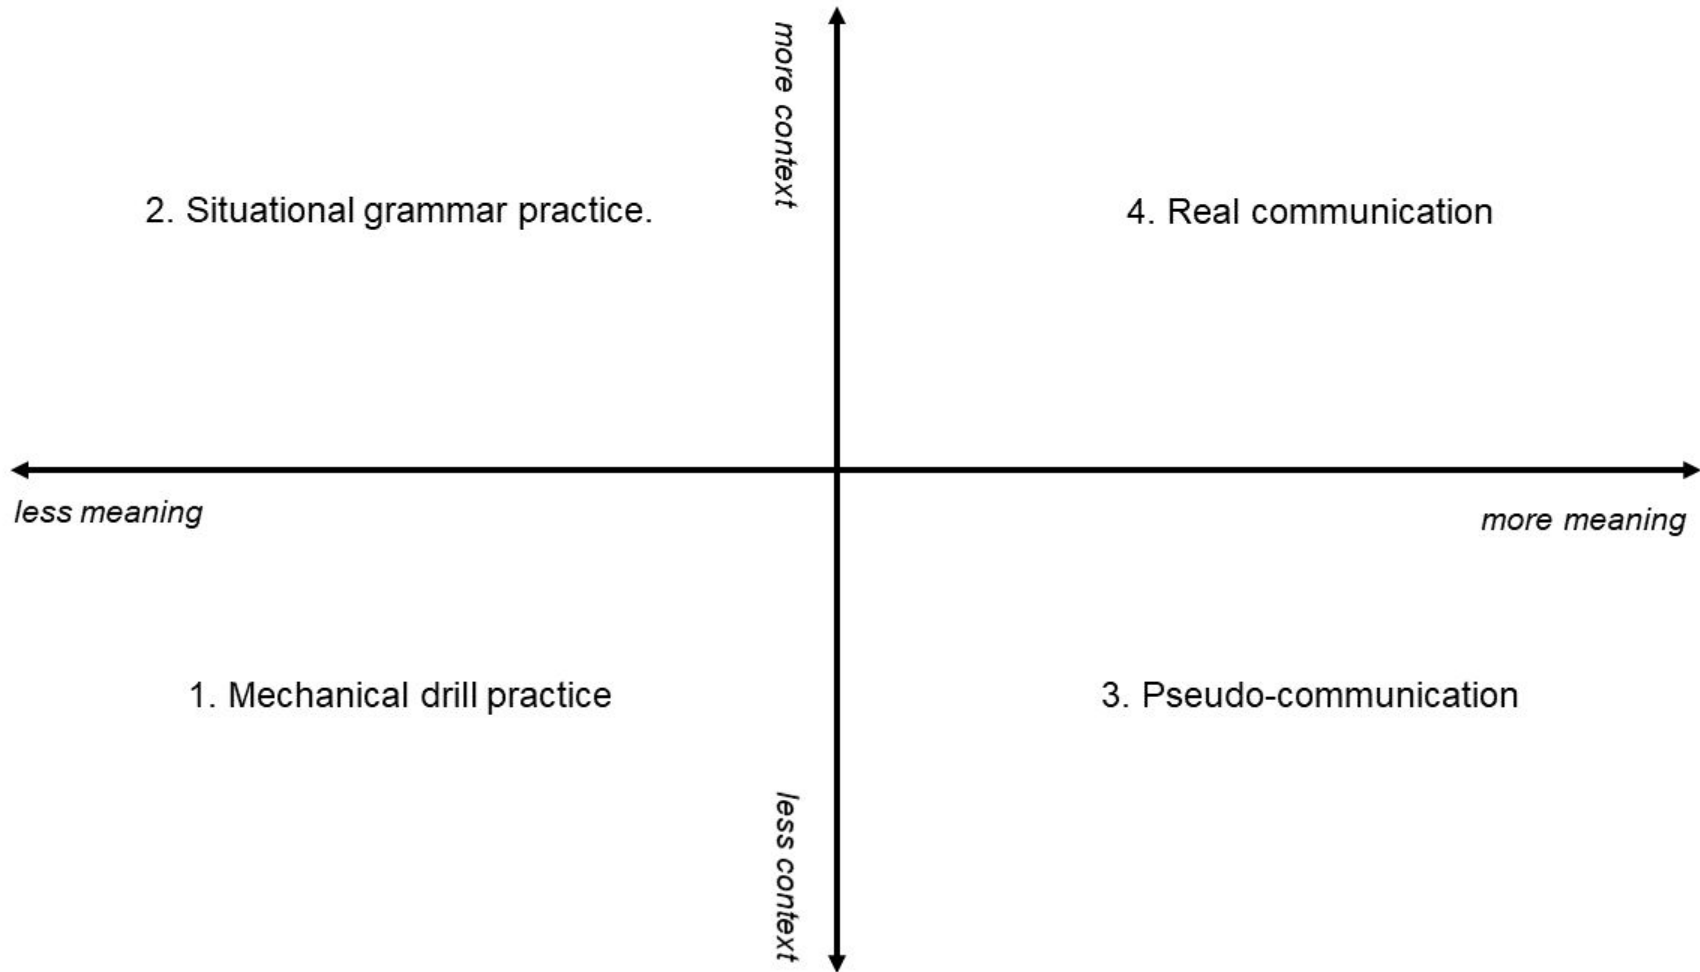 more context
2. Situational grammar practice.
4. Real communication
less meaning
more meaning
1. Mechanical drill practice
3. Pseudo-communication
less context